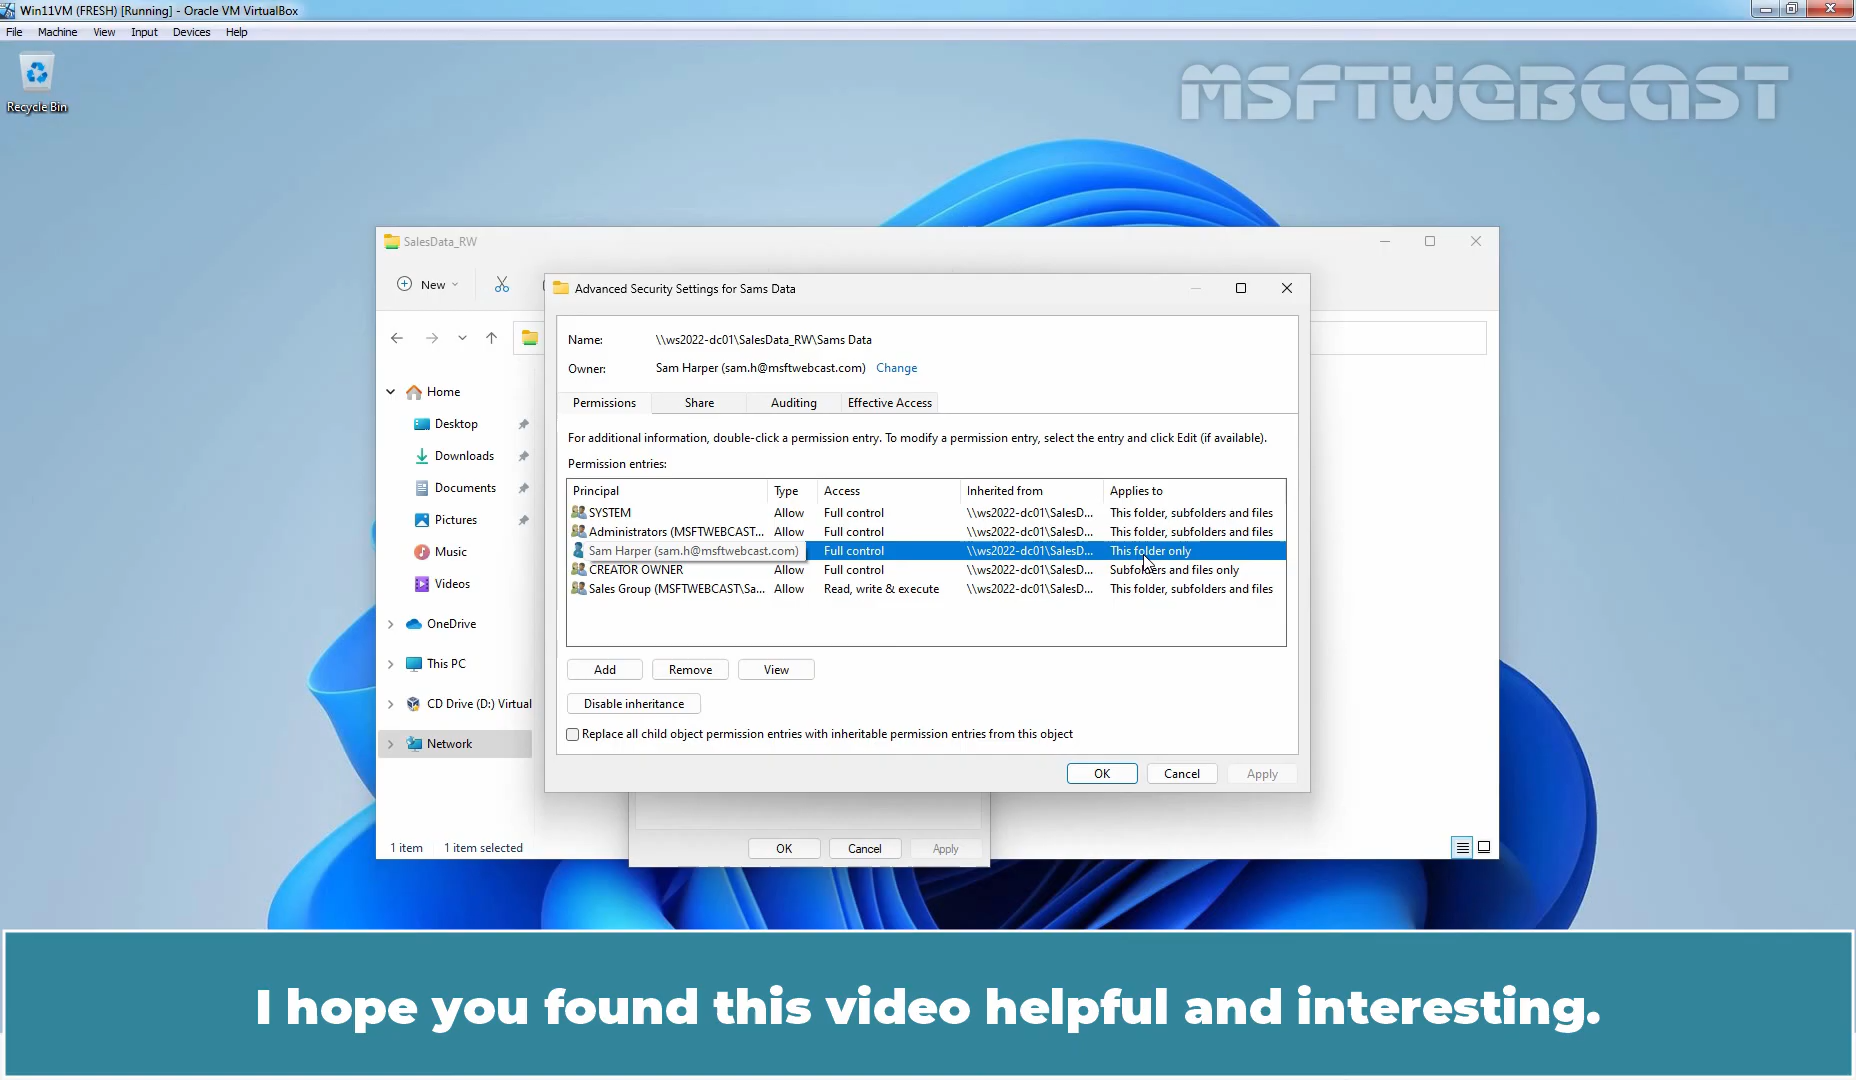 Win11VM (FRESH) [Running] - Oracle VM VirtualBox
File Machine View Input Devices Help
Recycle Bin
MSFTWEBCAST
SalesData_RW
New
Advanced Security Settings for Sams Data
Name: \\ws2022-dc01\SalesData_RW\Sams Data
Owner: Sam Harper (sam.h@msftwebcast.com) Change
Permissions Share Auditing Effective Access
For additional information, double-click a permission entry. To modify a permission entry, select the entry and click Edit (if available).
Permission entries:
Principal Type Access Inherited from Applies to
SYSTEM Allow Full control \\ws2022-dc01\SalesD... This folder, subfolders and files
Administrators (MSFTWEBCAST... Allow Full control \\ws2022-dc01\SalesD... This folder, subfolders and files
Sam Harper (sam.h@msftwebcast.com) Full control \\ws2022-dc01\SalesD... This folder only
CREATOR OWNER Allow Full control \\ws2022-dc01\SalesD... Subfolders and files only
Sales Group (MSFTWEBCAST\Sa... Allow Read, write & execute \\ws2022-dc01\SalesD... This folder, subfolders and files
Add Remove View
Disable inheritance
Replace all child object permission entries with inheritable permission entries from this object
OK Cancel Apply
Home
Desktop
Downloads
Documents
Pictures
Music
Videos
OneDrive
This PC
CD Drive (D:) Virtual
Network
1 item 1 item selected
OK Cancel Apply
I hope you found this video helpful and interesting.